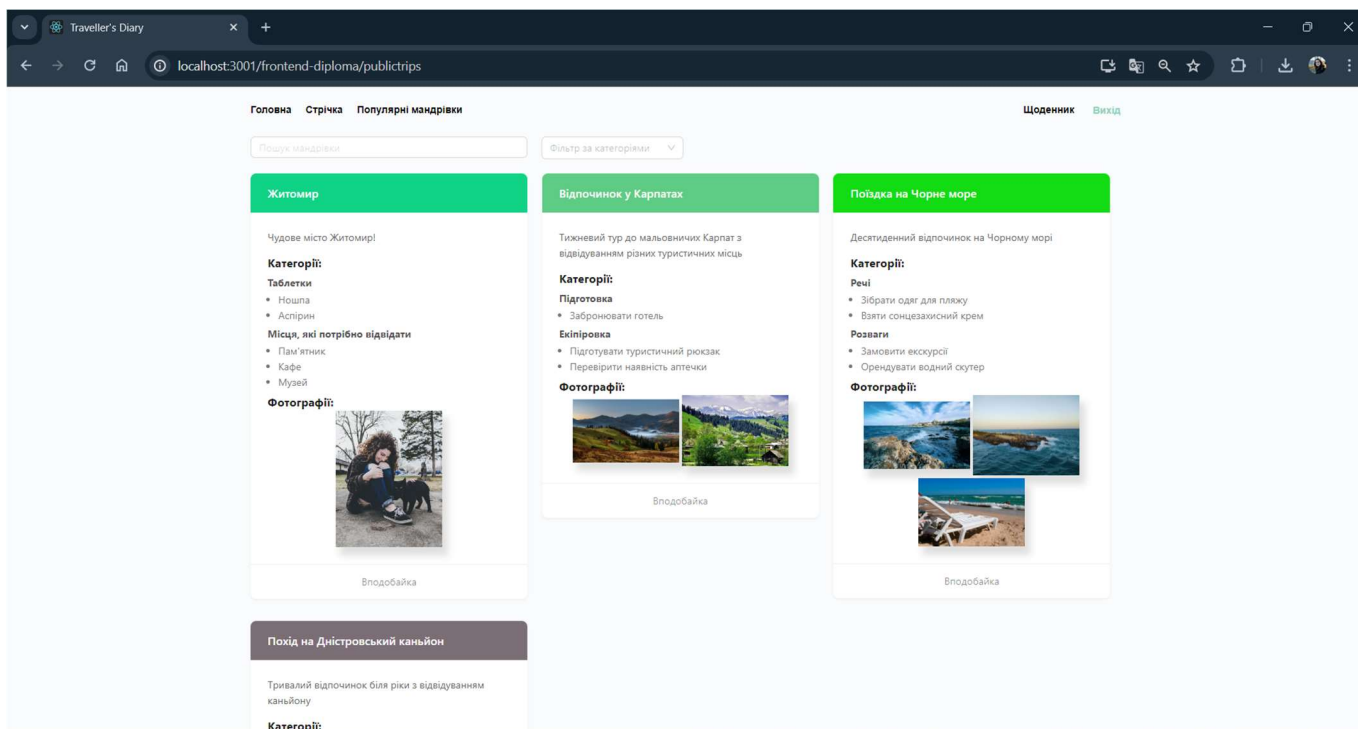 Traveller's Diary
localhost:3001/frontend-diploma/publictrips
Головна Стрічка Популярні мандрівки Щоденник Вихід
Пошук мандрівки Фільтр за категоріями
Житомир
Чудове місто Житомир!
Категорії:
Таблетки
Ношпа
Аспірин
Місця, які потрібно відвідати
Пам'ятник
Кафе
Музей
Фотографії:
Вподобайка
Відпочинок у Карпатах
Тижневий тур до мальовничих Карпат з
відвідуванням різних туристичних місць
Категорії:
Підготовка
Забронювати готель
Екіпіровка
Підготувати туристичний рюкзак
Перевірити наявність аптечки
Фотографії:
Вподобайка
Поїздка на Чорне море
Десятиденний відпочинок на Чорному морі
Категорії:
Речі
Зібрати одяг для пляжу
Взяти сонцезахисний крем
Розваги
Замовити екскурсії
Орендувати водний скутер
Фотографії:
Вподобайка
Похід на Дністровський каньйон
Тривалий відпочинок біля ріки з відвідуванням
каньйону
Категорії: